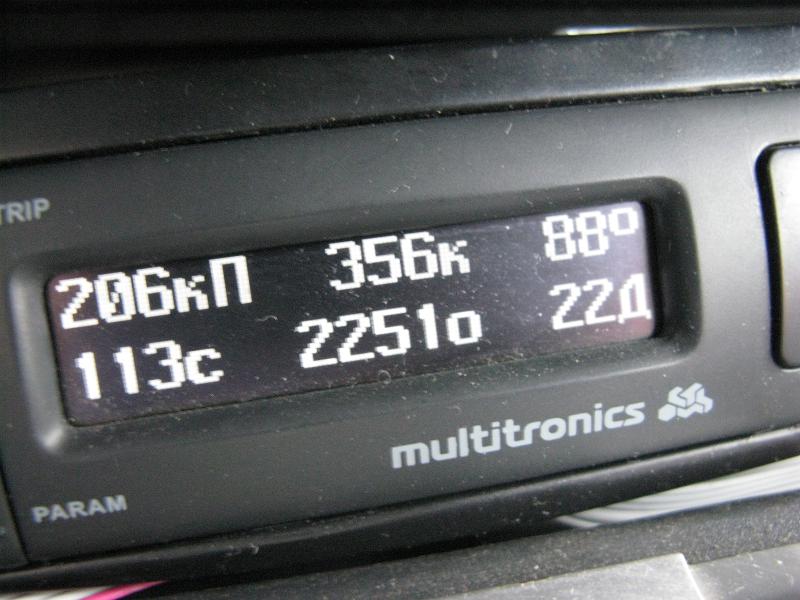 TRIP
206кП 356к 88°
113с 2251о 22Д
multitronics
PARAM